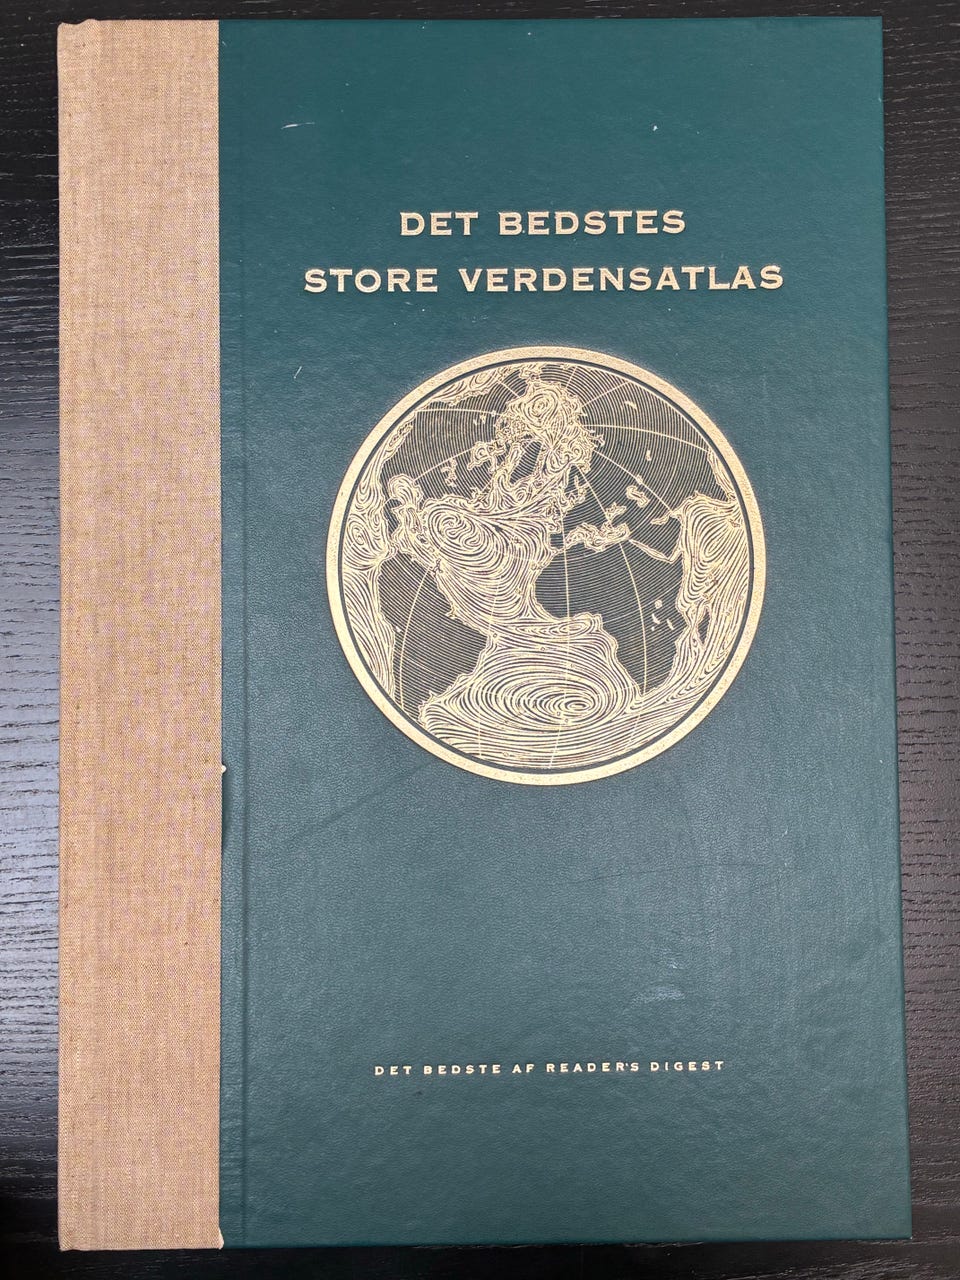 DET BEDSTES
STORE VERDENSATLAS
DET BEDSTE AF READER'S DIGEST